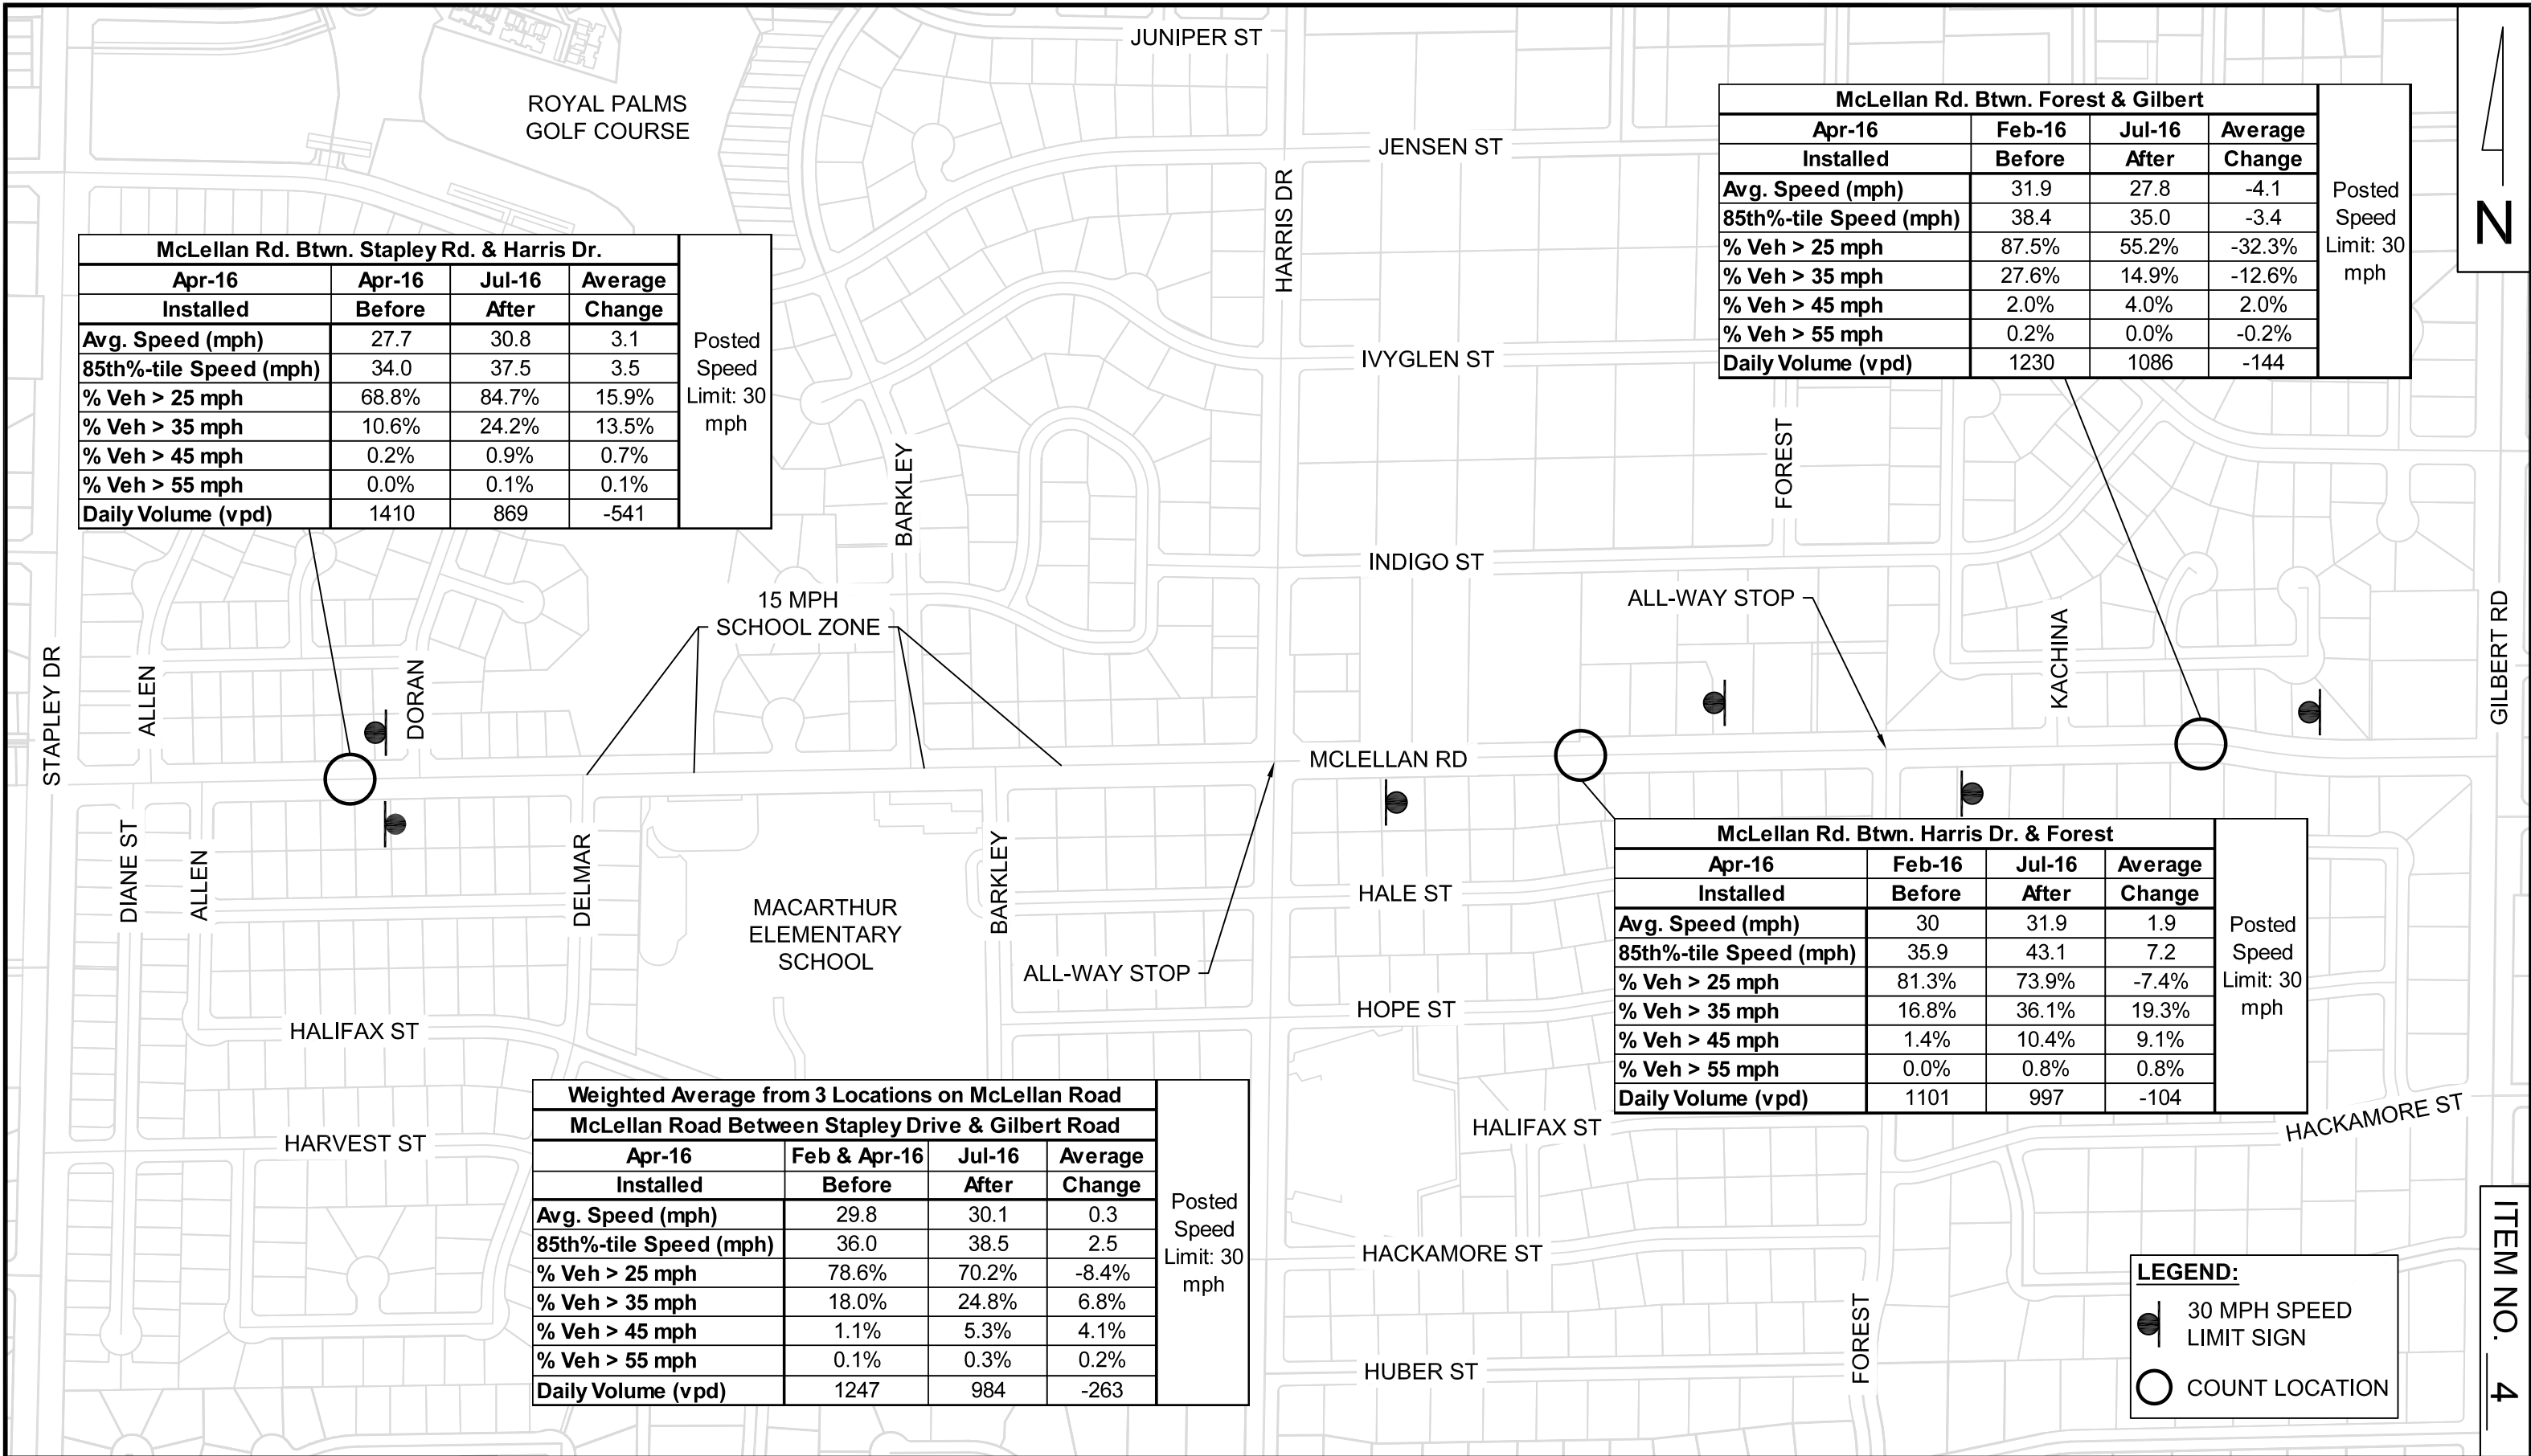 JUNIPER ST
ROYAL PALMS
GOLF COURSE
JENSEN ST
HARRIS DR
McLellan Rd. Btwn. Forest & Gilbert
Apr-16 Feb-16 Jul-16 Average
Installed Before After Change
Avg. Speed (mph) 31.9 27.8 -4.1
85th%-tile Speed (mph) 38.4 35.0 -3.4
% Veh > 25 mph 87.5% 55.2% -32.3%
% Veh > 35 mph 27.6% 14.9% -12.6%
% Veh > 45 mph 2.0% 4.0% 2.0%
% Veh > 55 mph 0.2% 0.0% -0.2%
Daily Volume (vpd) 1230 1086 -144
Posted
Speed
Limit: 30
mph
N
McLellan Rd. Btwn. Stapley Rd. & Harris Dr.
Apr-16 Apr-16 Jul-16 Average
Installed Before After Change
Avg. Speed (mph) 27.7 30.8 3.1
85th%-tile Speed (mph) 34.0 37.5 3.5
% Veh > 25 mph 68.8% 84.7% 15.9%
% Veh > 35 mph 10.6% 24.2% 13.5%
% Veh > 45 mph 0.2% 0.9% 0.7%
% Veh > 55 mph 0.0% 0.1% 0.1%
Daily Volume (vpd) 1410 869 -541
Posted
Speed
Limit: 30
mph
IVYGLEN ST
BARKLEY
FOREST
INDIGO ST
15 MPH
SCHOOL ZONE
ALL-WAY STOP
KACHINA
GILBERT RD
STAPLEY DR
ALLEN
DORAN
MCLELLAN RD
DIANE ST
ALLEN
DELMAR
BARKLEY
MACARTHUR
ELEMENTARY
SCHOOL
ALL-WAY STOP
HALE ST
HOPE ST
McLellan Rd. Btwn. Harris Dr. & Forest
Apr-16 Feb-16 Jul-16 Average
Installed Before After Change
Avg. Speed (mph) 30 31.9 1.9
85th%-tile Speed (mph) 35.9 43.1 7.2
% Veh > 25 mph 81.3% 73.9% -7.4%
% Veh > 35 mph 16.8% 36.1% 19.3%
% Veh > 45 mph 1.4% 10.4% 9.1%
% Veh > 55 mph 0.0% 0.8% 0.8%
Daily Volume (vpd) 1101 997 -104
Posted
Speed
Limit: 30
mph
HALIFAX ST
HARVEST ST
Weighted Average from 3 Locations on McLellan Road
McLellan Road Between Stapley Drive & Gilbert Road
Apr-16 Feb & Apr-16 Jul-16 Average
Installed Before After Change
Avg. Speed (mph) 29.8 30.1 0.3
85th%-tile Speed (mph) 36.0 38.5 2.5
% Veh > 25 mph 78.6% 70.2% -8.4%
% Veh > 35 mph 18.0% 24.8% 6.8%
% Veh > 45 mph 1.1% 5.3% 4.1%
% Veh > 55 mph 0.1% 0.3% 0.2%
Daily Volume (vpd) 1247 984 -263
Posted
Speed
Limit: 30
mph
HALIFAX ST
HACKAMORE ST
HACKAMORE ST
HUBER ST
FOREST
LEGEND:
30 MPH SPEED
LIMIT SIGN
COUNT LOCATION
ITEM NO. 4